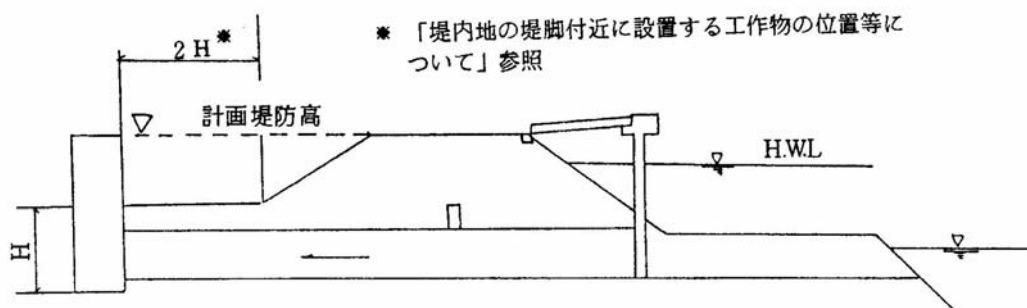 2H※
※ 「堤内地の堤脚付近に設置する工作物の位置等に
ついて」参照
計画堤防高
H.W.L
H